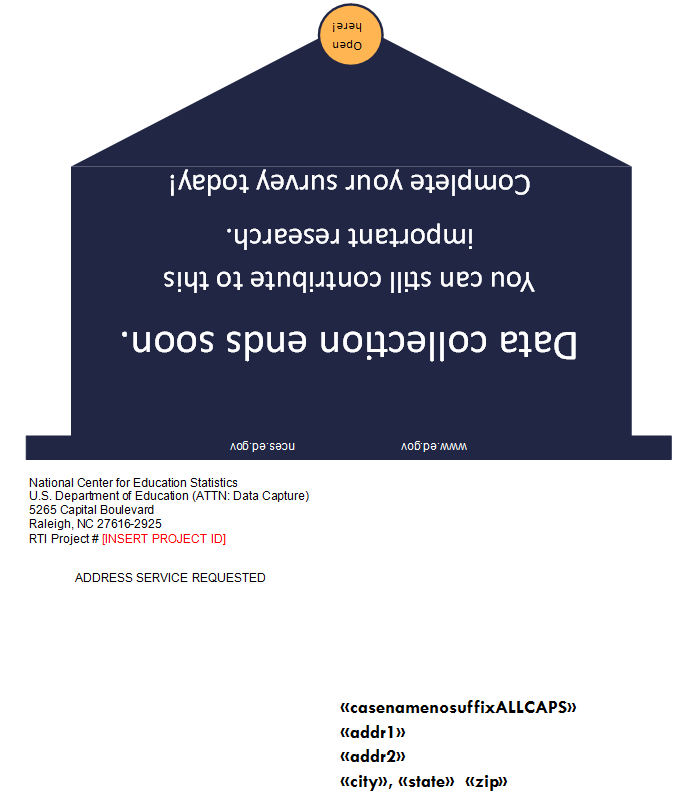 www.ed.gov nces.ed.gov
Data collection ends soon.
You can still contribute to this
important research.
Complete your survey today!
Open
here!
National Center for Education Statistics
U.S. Department of Education (ATTN: Data Capture)
5265 Capital Boulevard
Raleigh, NC 27616-2925
RTI Project # [INSERT PROJECT ID]
ADDRESS SERVICE REQUESTED
«casenamenosuffixALLCAPS»
«addr1»
«addr2»
«city», «state» «zip»